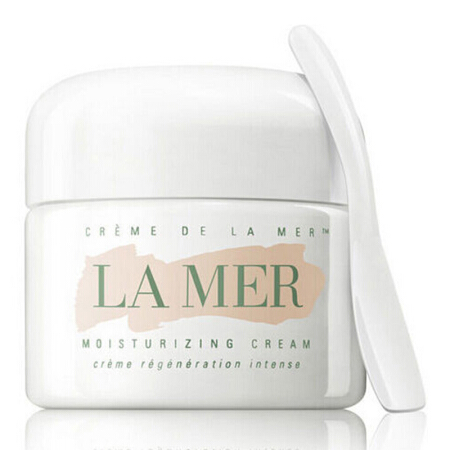 CRÈME DE LA MER™
LA MER
MOISTURIZING CREAM
crème régénération intense